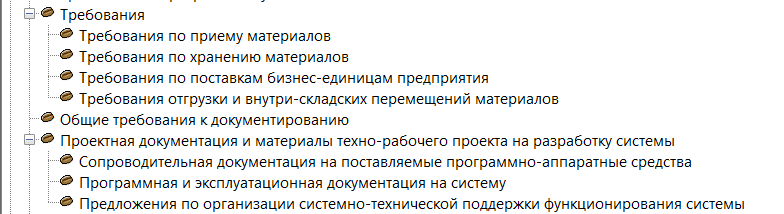 Требования
Требования по приему материалов
Требования по хранению материалов
Требования по поставкам бизнес-единицам предприятия
Требования отгрузки и внутри-складских перемещений материалов
Общие требования к документированию
Проектная документация и материалы техно-рабочего проекта на разработку системы
Сопроводительная документация на поставляемые программно-аппаратные средства
Программная и эксплуатационная документация на систему
Предложения по организации системно-технической поддержки функционирования системы